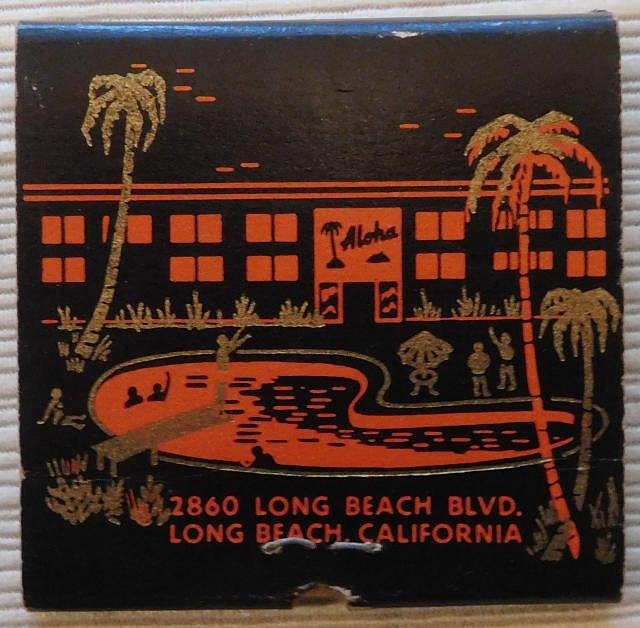 Aloha
2860 LONG BEACH BLVD.
LONG BEACH, CALIFORNIA